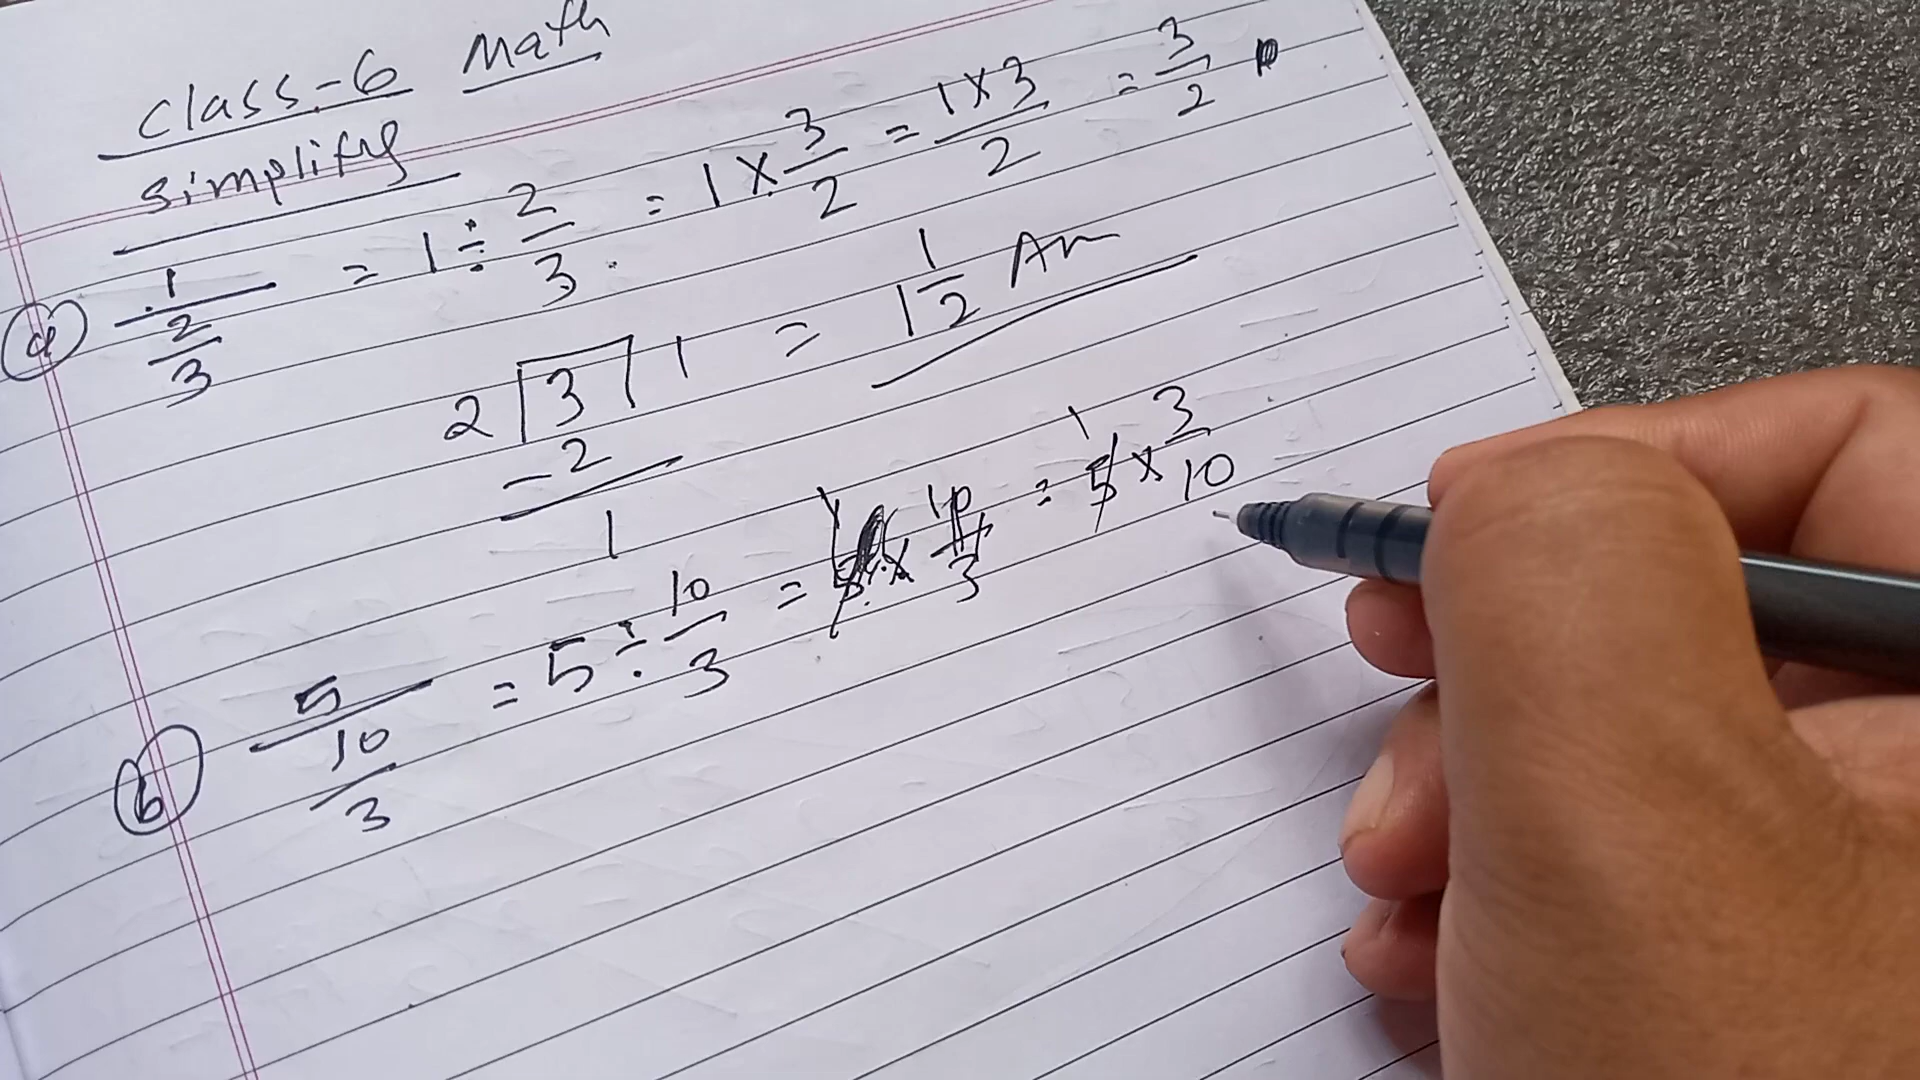 class-6 Math
simplify
(a) 1/(2/3) = 1 ÷ 2/3 = 1 × 3/2 = (1×3)/2 = 3/2
2 ) 3 ( 1 = 1 1/2 An
- 2
1
(b) 5/(10/3) = 5 ÷ 10/3 = 5 × 3/10